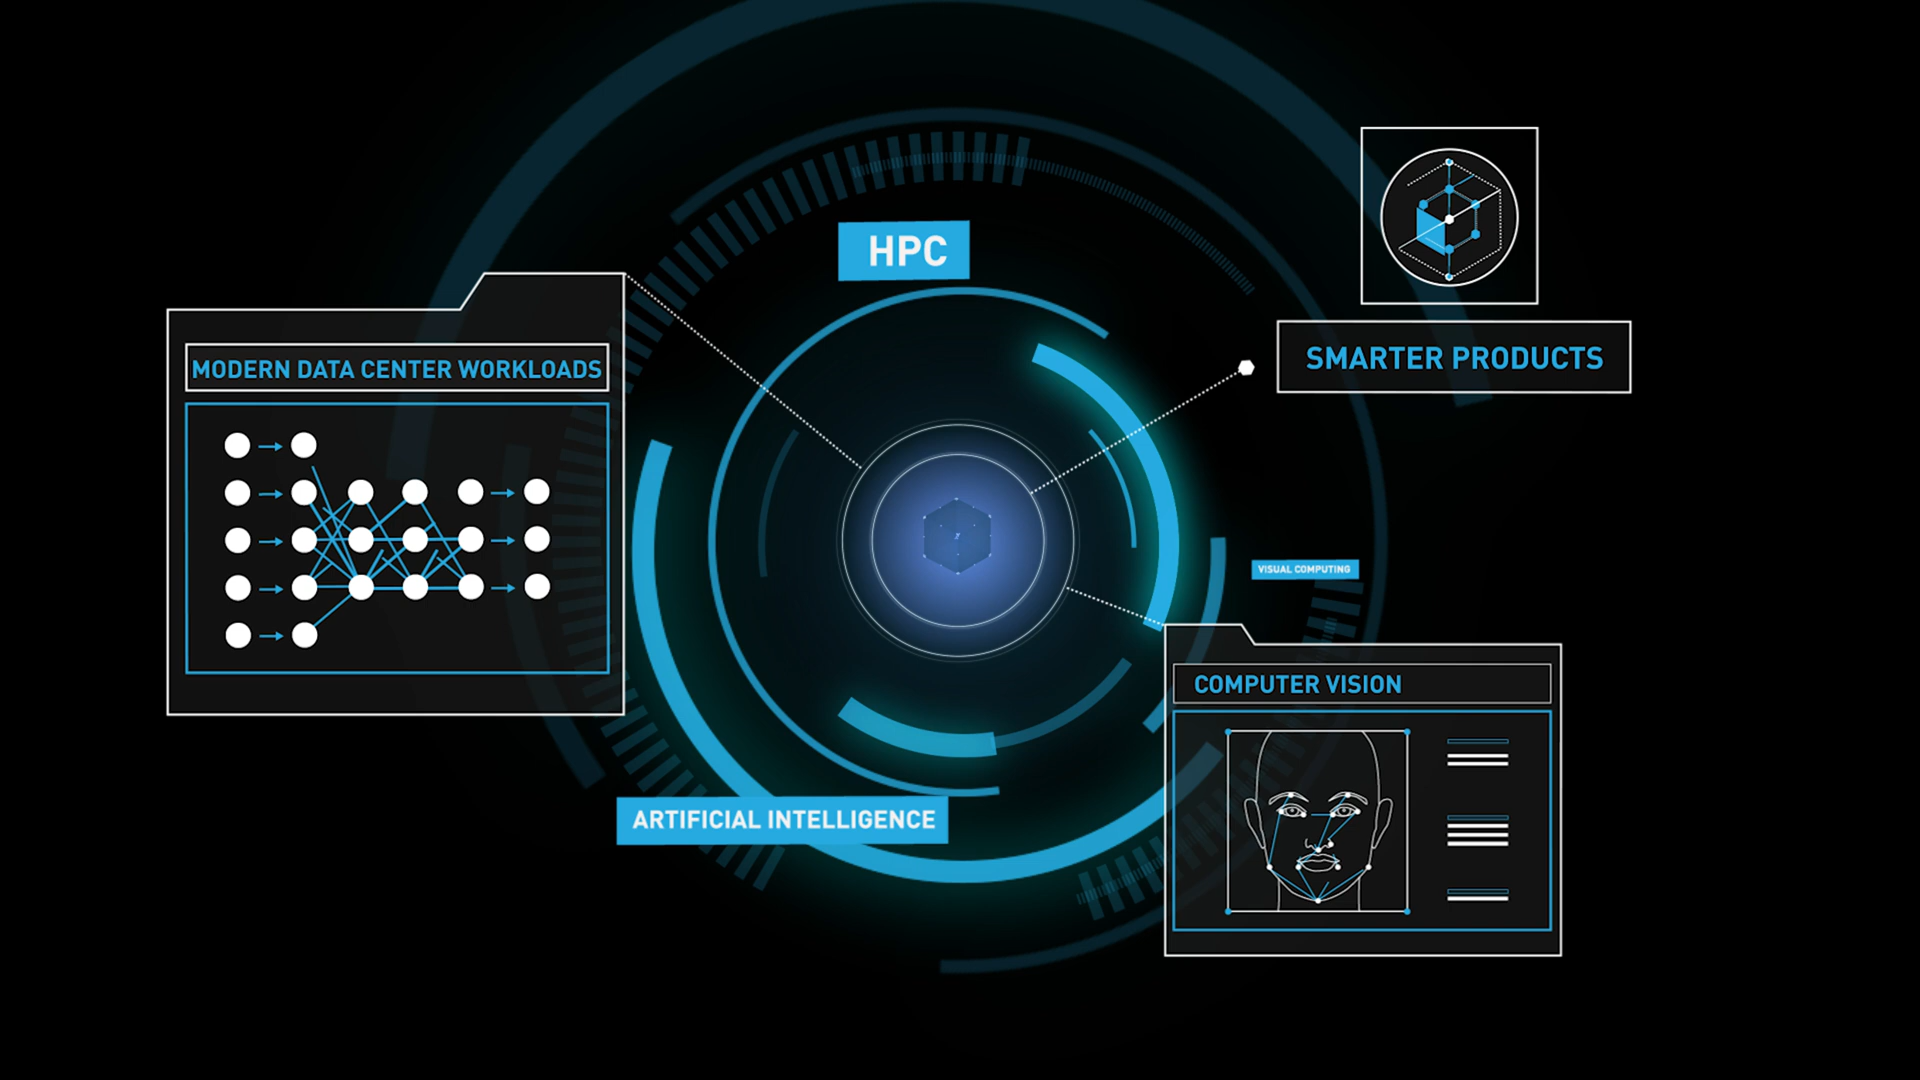 HPC
SMARTER PRODUCTS
MODERN DATA CENTER WORKLOADS
VISUAL COMPUTING
COMPUTER VISION
ARTIFICIAL INTELLIGENCE